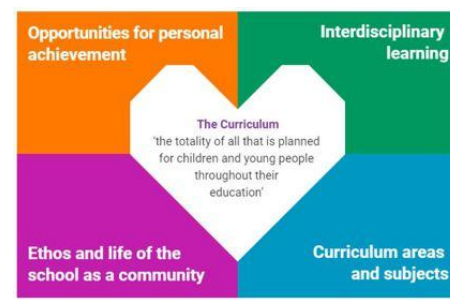 Opportunities for personal
achievement
Interdisciplinary
learning
The Curriculum
'the totality of all that is planned
for children and young people
throughout their
education'
Ethos and life of the
school as a community
Curriculum areas
and subjects